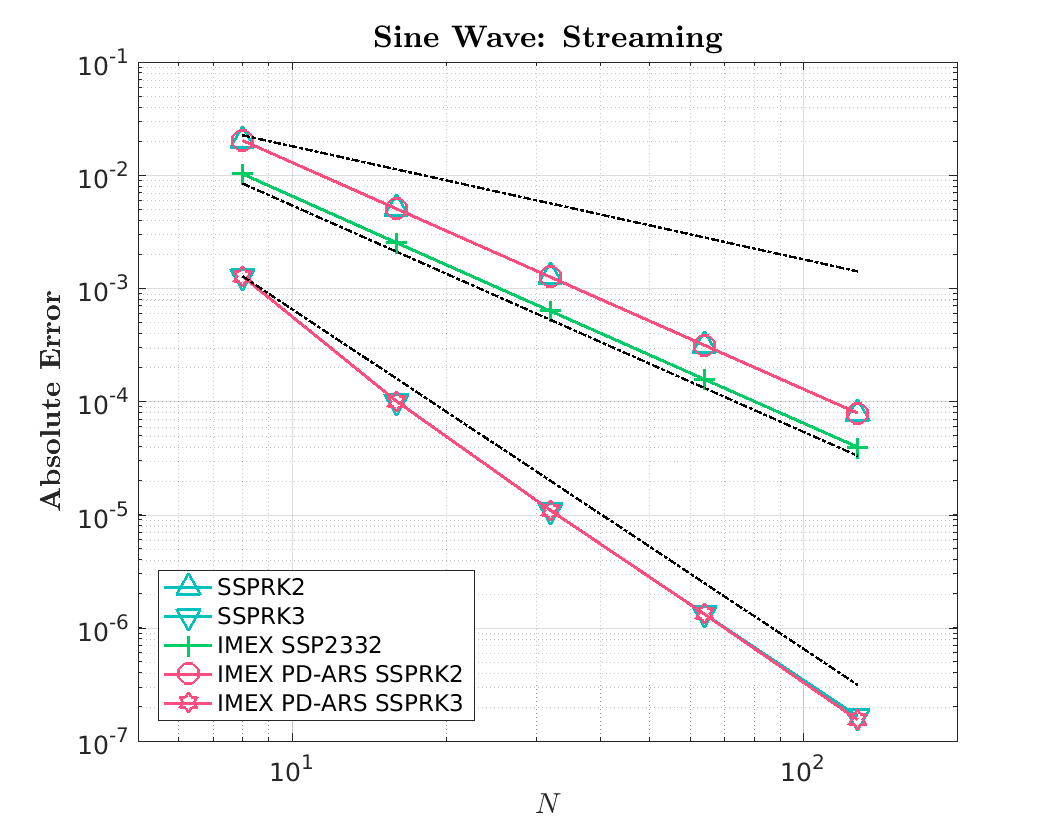 Sine Wave: Streaming
Absolute Error
10^-1
10^-2
10^-3
10^-4
10^-5
10^-6
10^-7
SSPRK2
SSPRK3
IMEX SSP2332
IMEX PD-ARS SSPRK2
IMEX PD-ARS SSPRK3
10^1
10^2
N